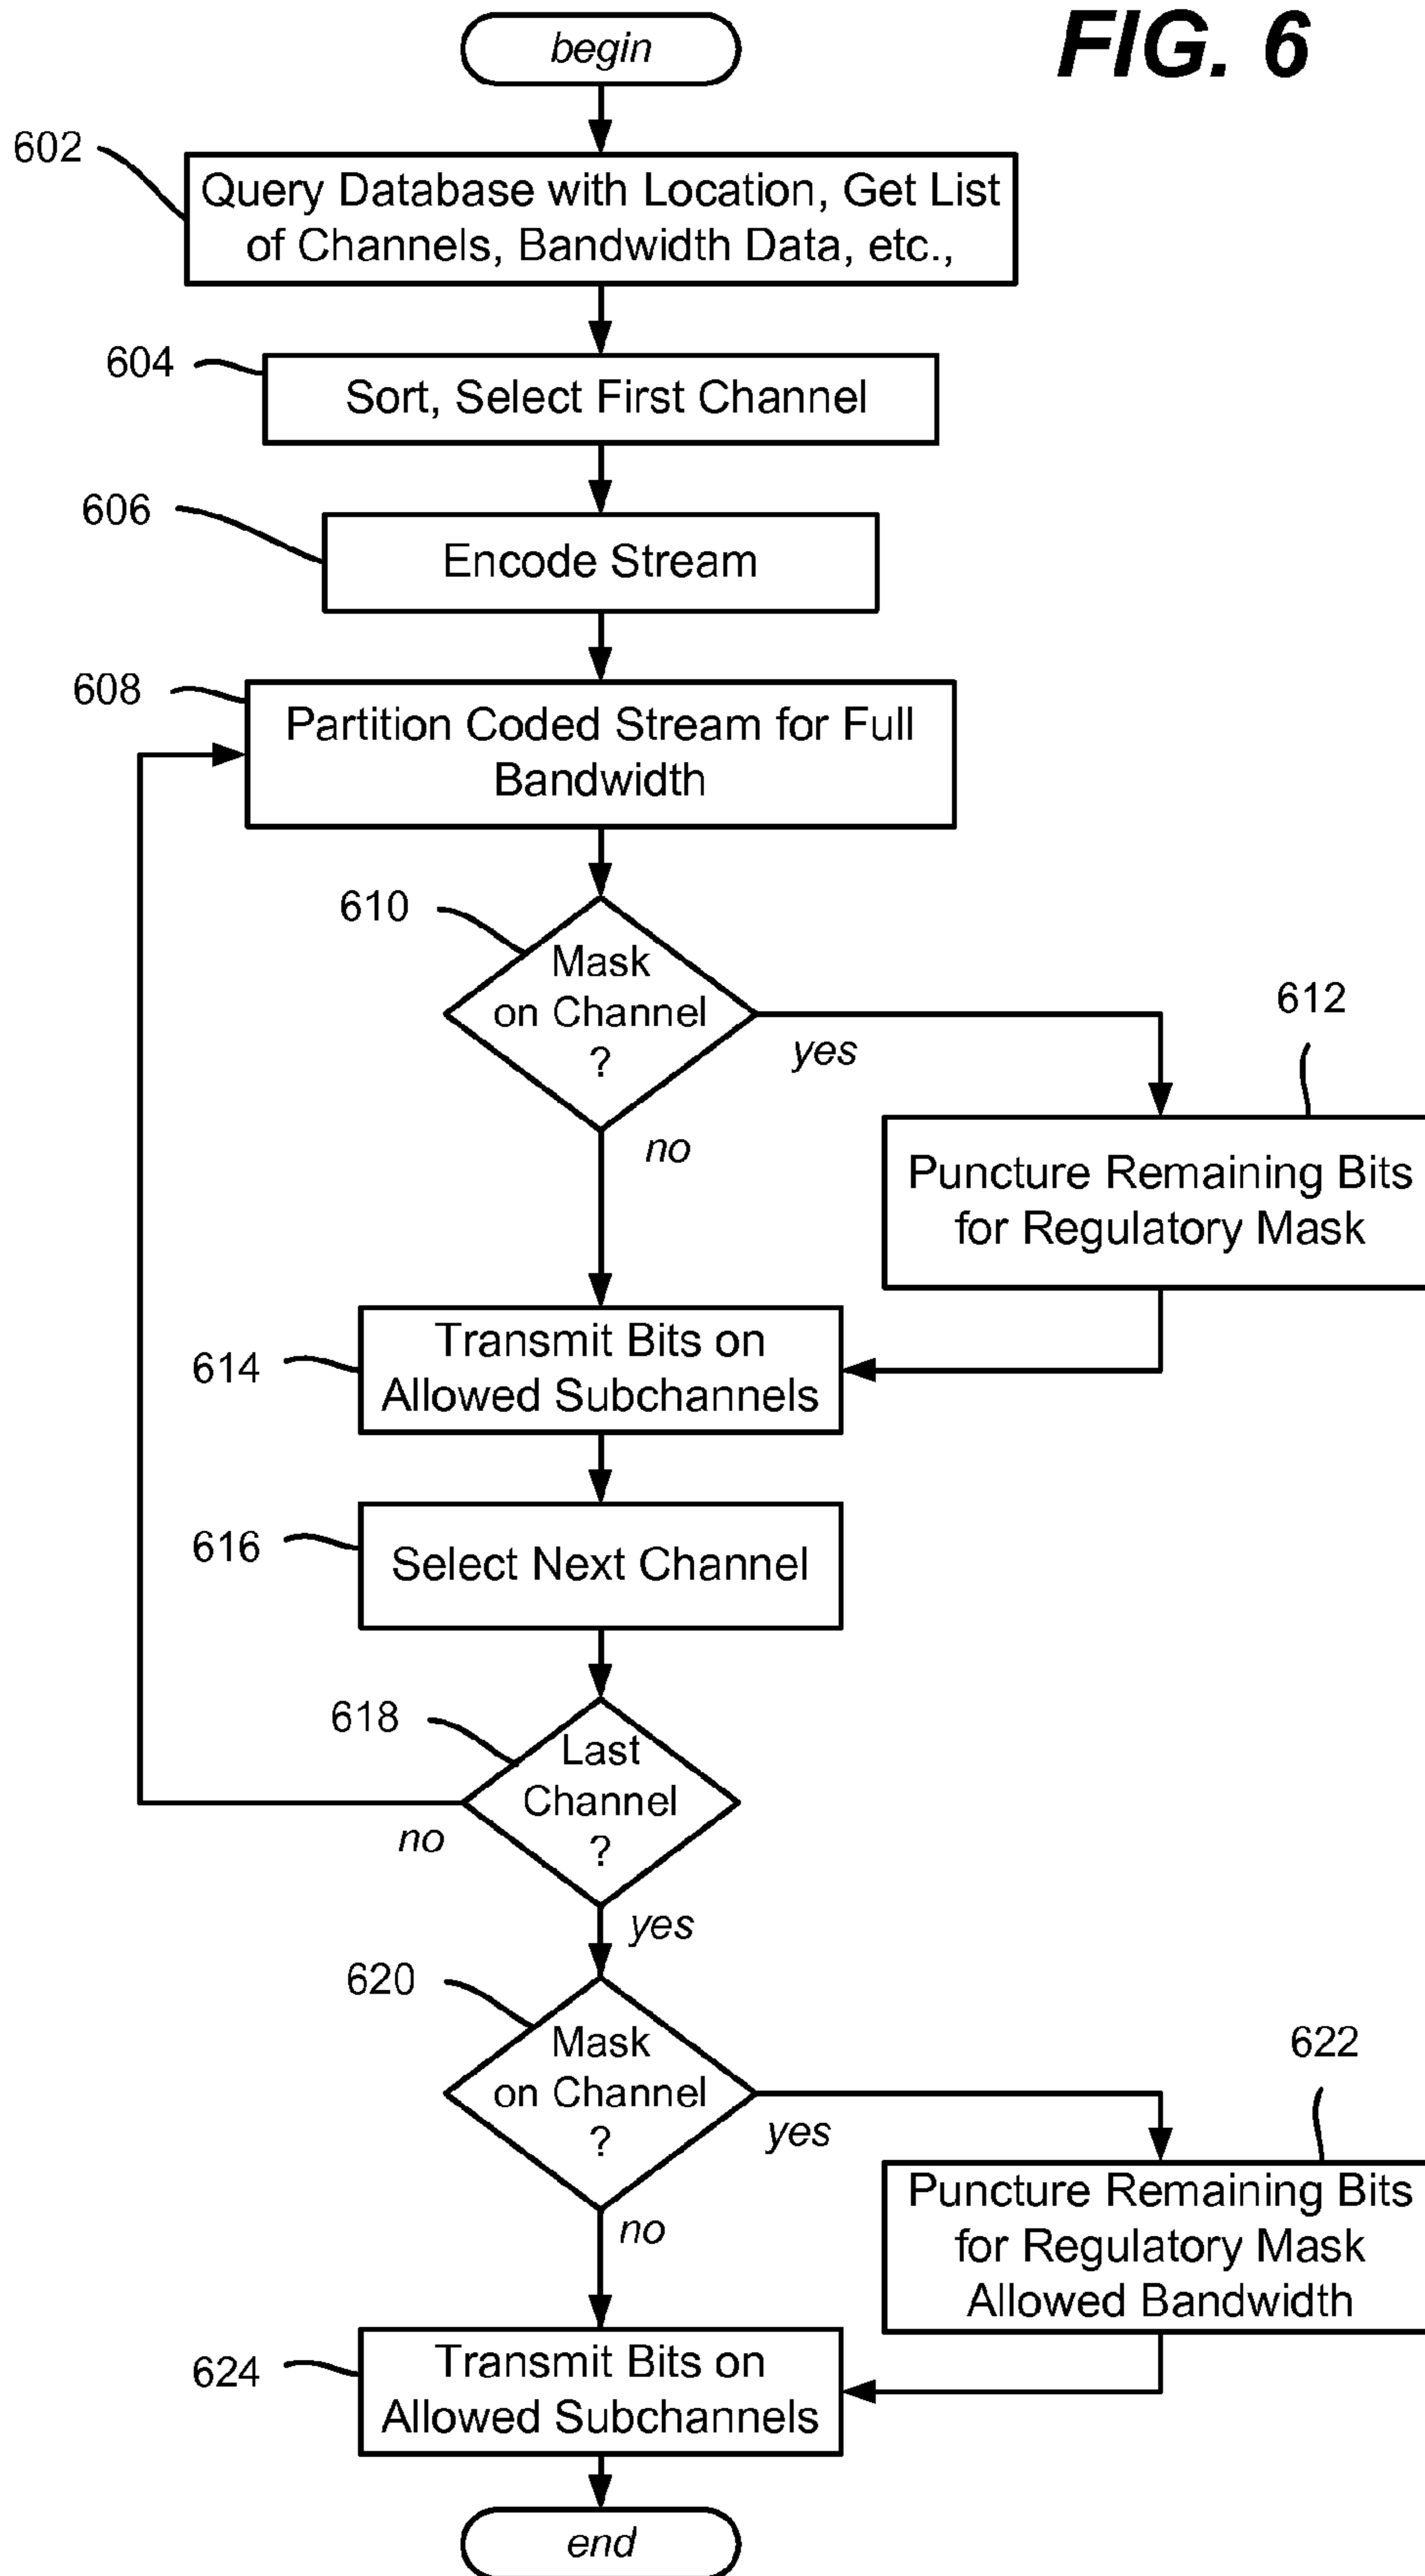 FIG. 6
begin
602
Query Database with Location, Get List
of Channels, Bandwidth Data, etc.,
604
Sort, Select First Channel
606
Encode Stream
608
Partition Coded Stream for Full
Bandwidth
610
Mask
on Channel
?
yes
no
612
Puncture Remaining Bits
for Regulatory Mask
614
Transmit Bits on
Allowed Subchannels
616
Select Next Channel
618
Last
Channel
?
no
yes
620
Mask
on Channel
?
yes
no
622
Puncture Remaining Bits
for Regulatory Mask
Allowed Bandwidth
624
Transmit Bits on
Allowed Subchannels
end